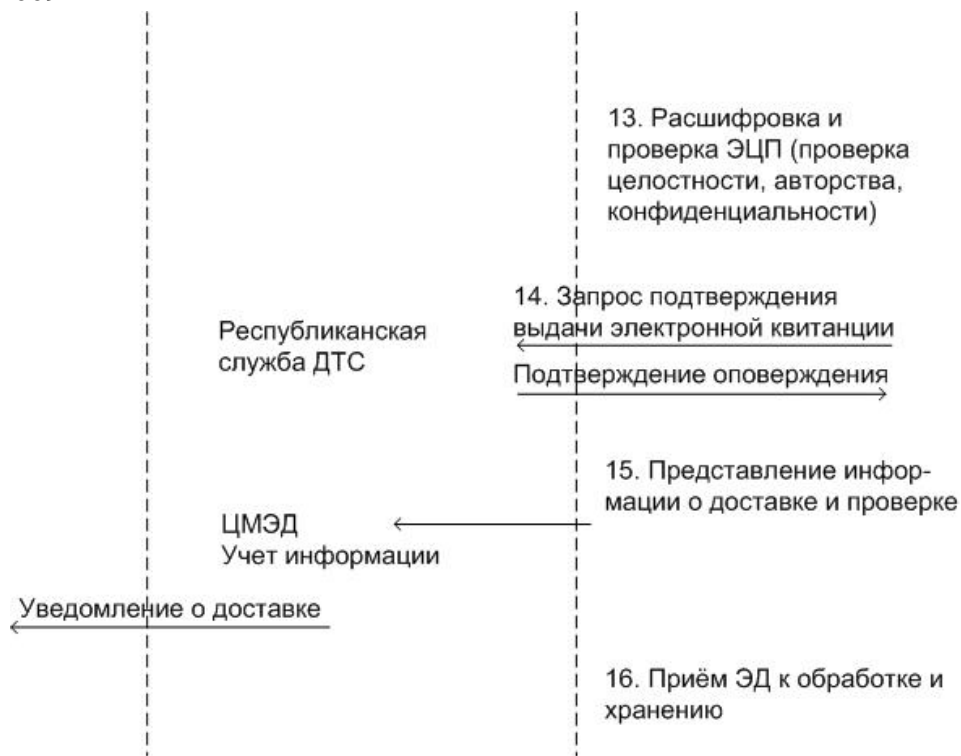 13. Расшифровка и
проверка ЭЦП (проверка
целостности, авторства,
конфиденциальности)
14. Запрос подтверждения
выдачи электронной квитанции
Республиканская
служба ДТС
Подтверждение оповерждения
15. Представление инфор-
мации о доставке и проверке
ЦМЭД
Учет информации
Уведомление о доставке
16. Приём ЭД к обработке и
хранению